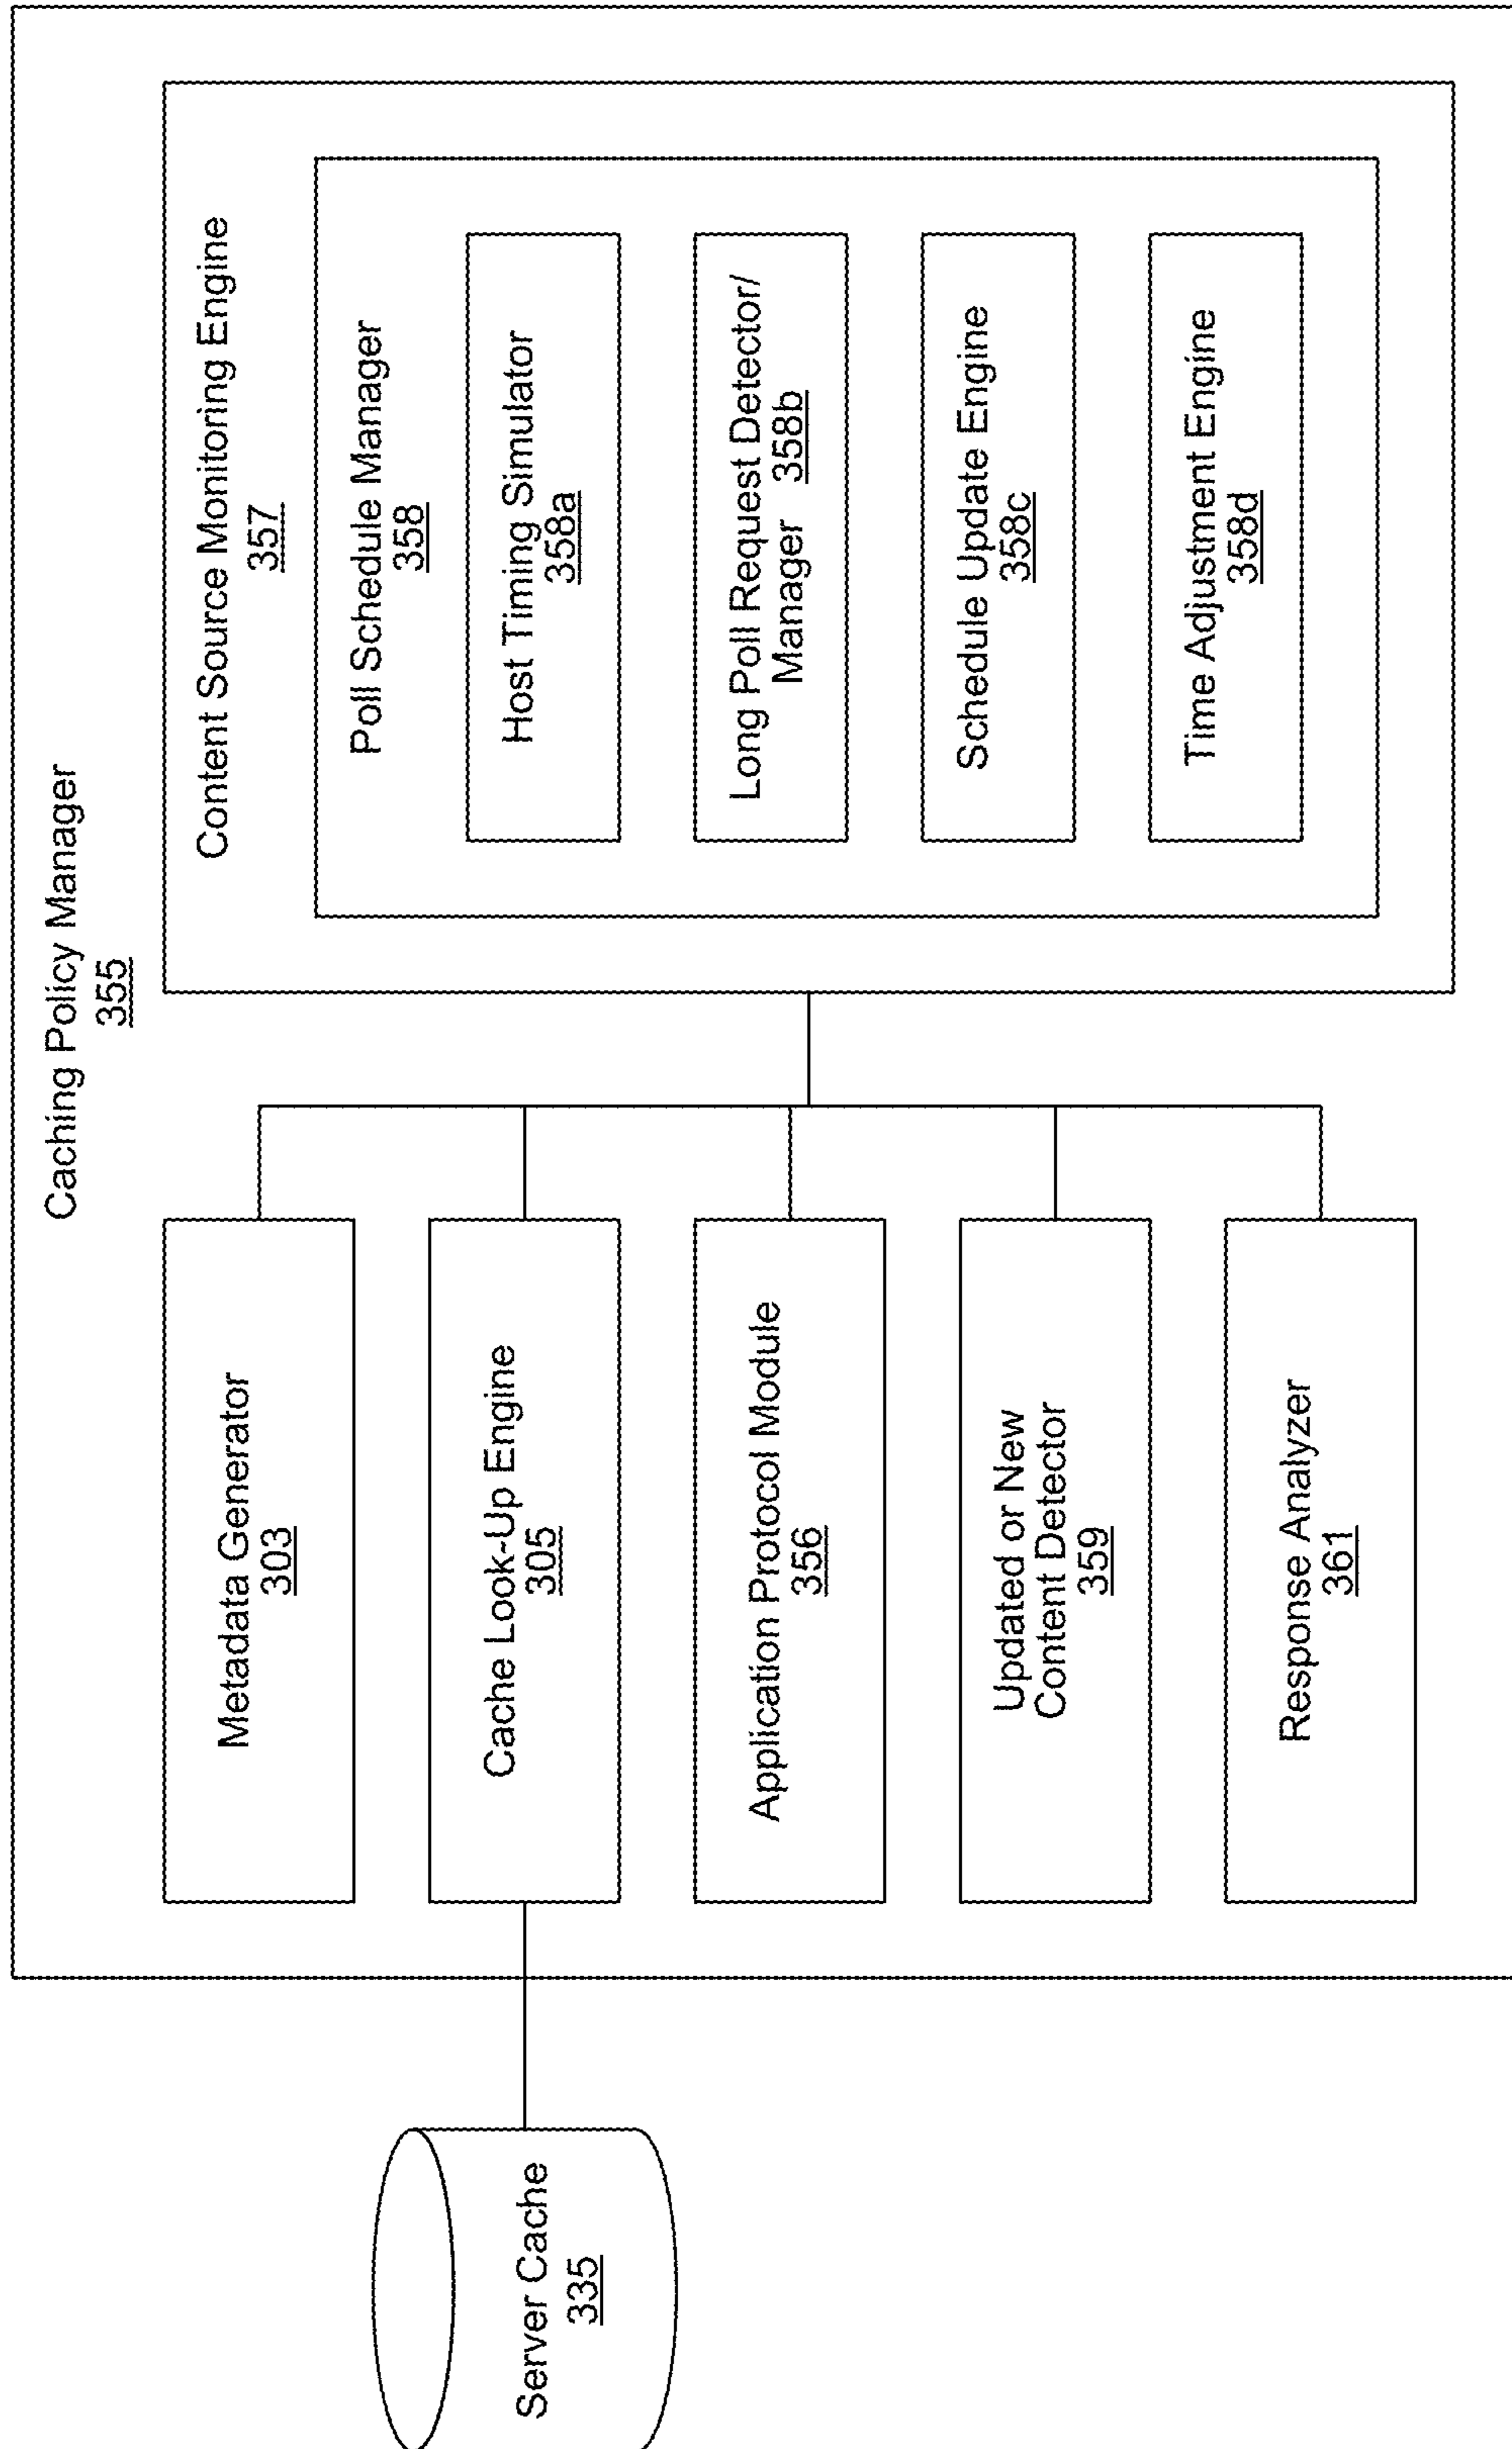 Caching Policy Manager
355
Server Cache
335
Metadata Generator
303
Cache Look-Up Engine
305
Application Protocol Module
356
Updated or New
Content Detector
359
Response Analyzer
361
Content Source Monitoring Engine
357
Poll Schedule Manager
358
Host Timing Simulator
358a
Long Poll Request Detector/
Manager 358b
Schedule Update Engine
358c
Time Adjustment Engine
358d